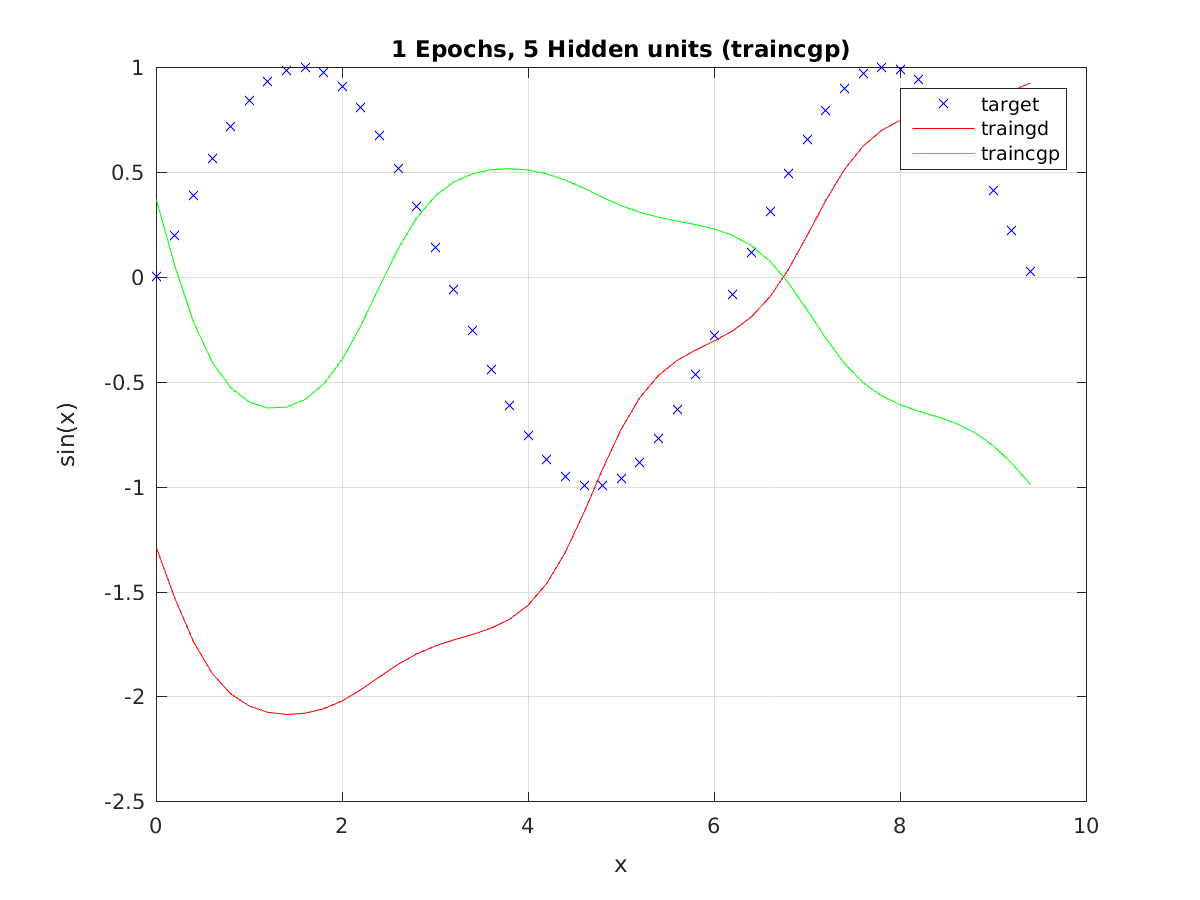 1 Epochs, 5 Hidden units (traincgp)
1
0.5
0
-0.5
-1
-1.5
-2
-2.5
sin(x)
target
traingd
traincgp
0 2 4 6 8 10
x